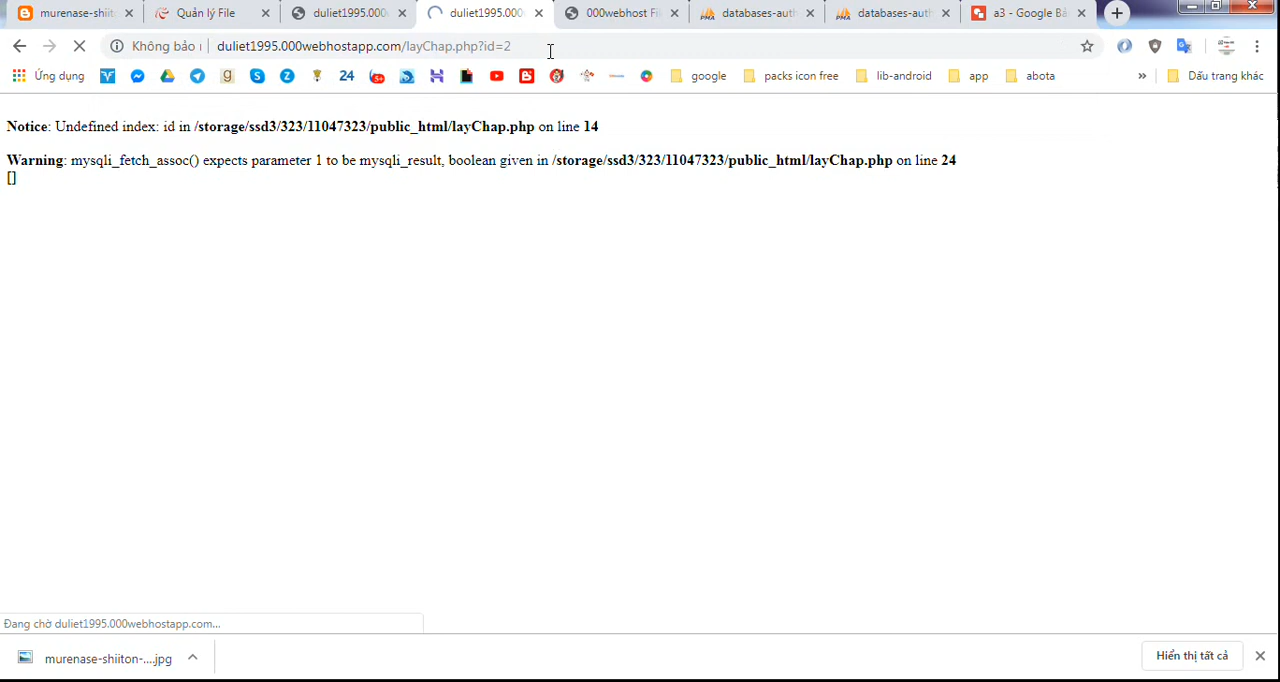 murenase-shiit
Quản lý File
duliet1995.000
duliet1995.000
000webhost Fi
databases-auth
databases-auth
a3 - Google Bả
Không bảo
duliet1995.000webhostapp.com/layChap.php?id=2
Ứng dụng
24
google
packs icon free
lib-android
app
abota
»
Dấu trang khác
Notice: Undefined index: id in /storage/ssd3/323/11047323/public_html/layChap.php on line 14
Warning: mysqli_fetch_assoc() expects parameter 1 to be mysqli_result, boolean given in /storage/ssd3/323/11047323/public_html/layChap.php on line 24
[]
Đang chờ duliet1995.000webhostapp.com...
murenase-shiiton-....jpg
Hiển thị tất cả